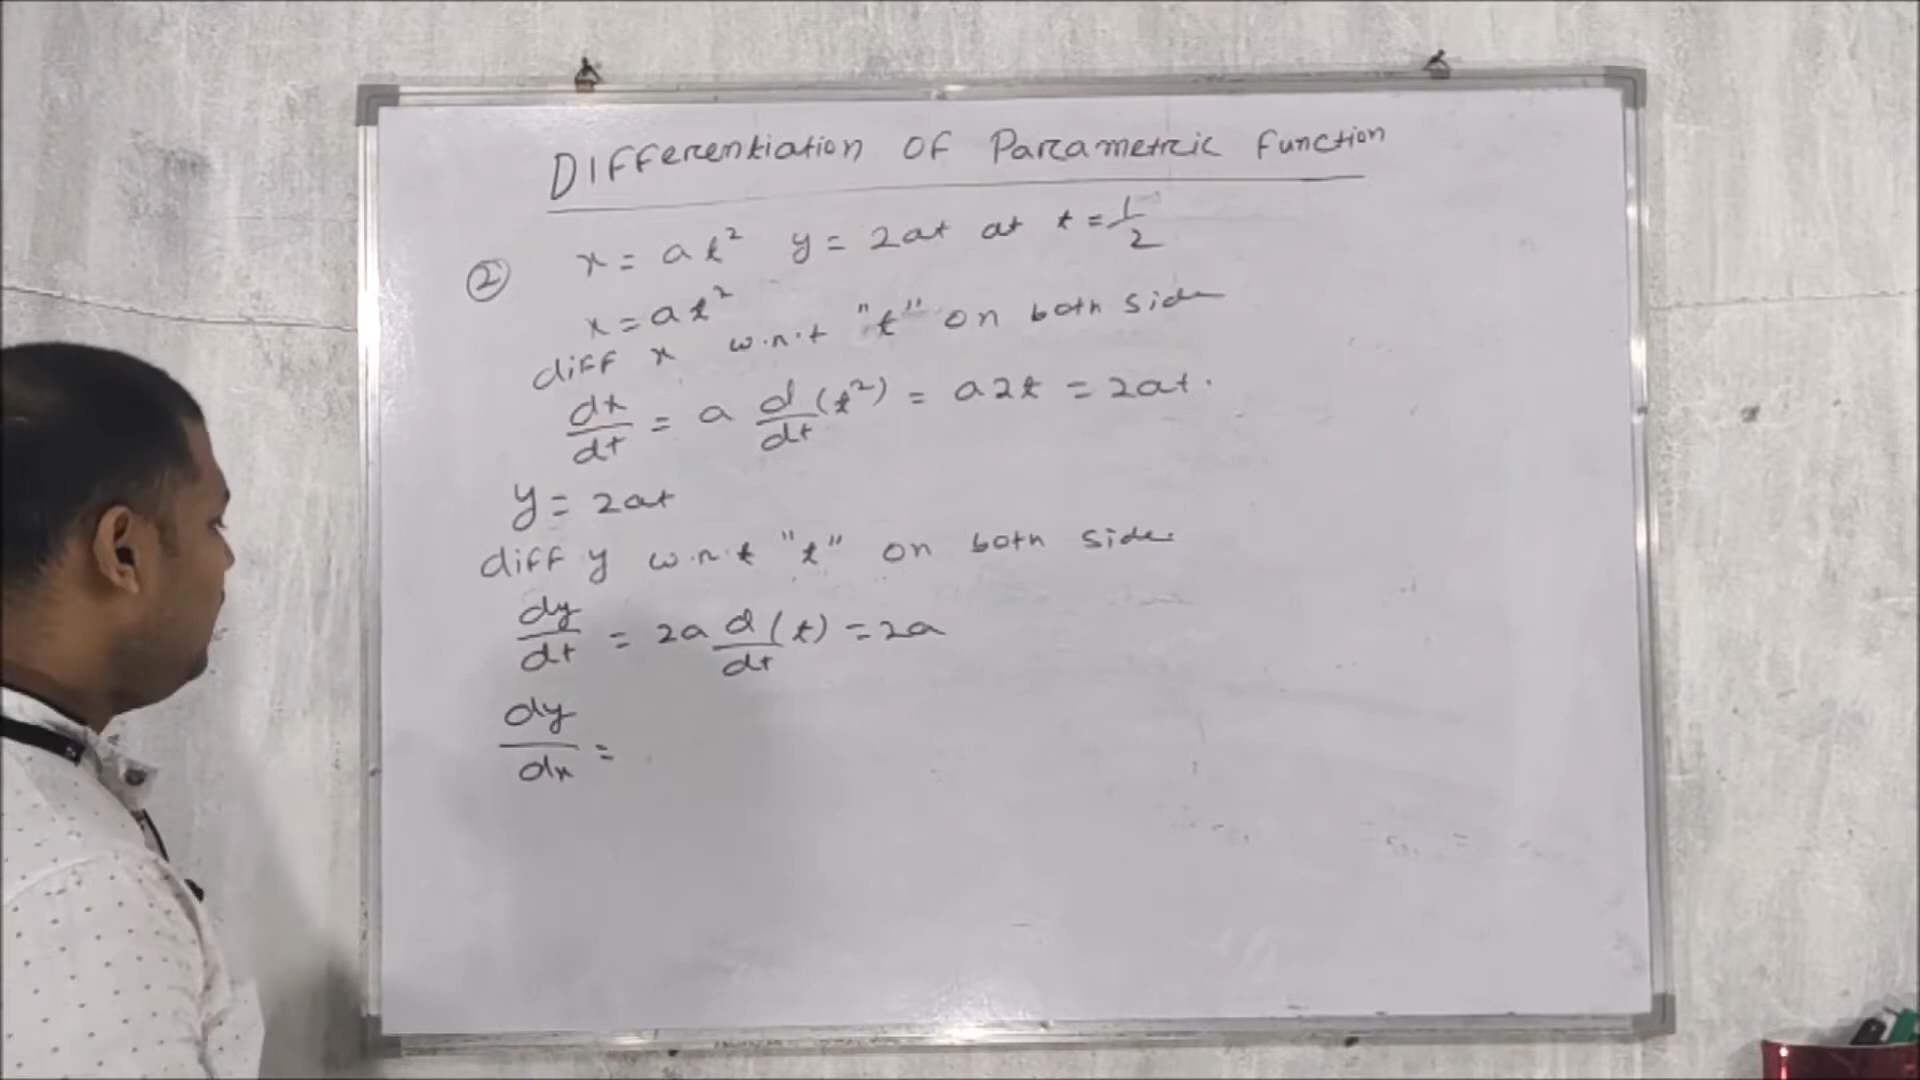 Differentiation OF Parametric Function
② x = at² y = 2at at t = 1/2
x = at²
diff x w.r.t "t" on both side
dx/dt = a d/dt (t²) = a2t = 2at.
y = 2at
diff y w.r.t "t" on both side
dy/dt = 2a d/dt (t) = 2a
dy/dx =